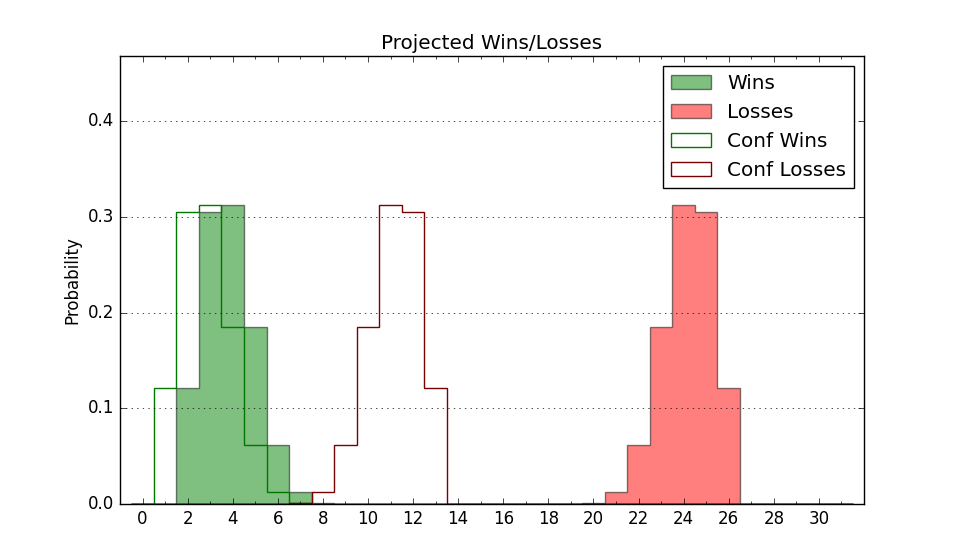 Projected Wins/Losses
Wins
Losses
Conf Wins
Conf Losses
Probability
0.4
0.3
0.2
0.1
0.0
0 2 4 6 8 10 12 14 16 18 20 22 24 26 28 30